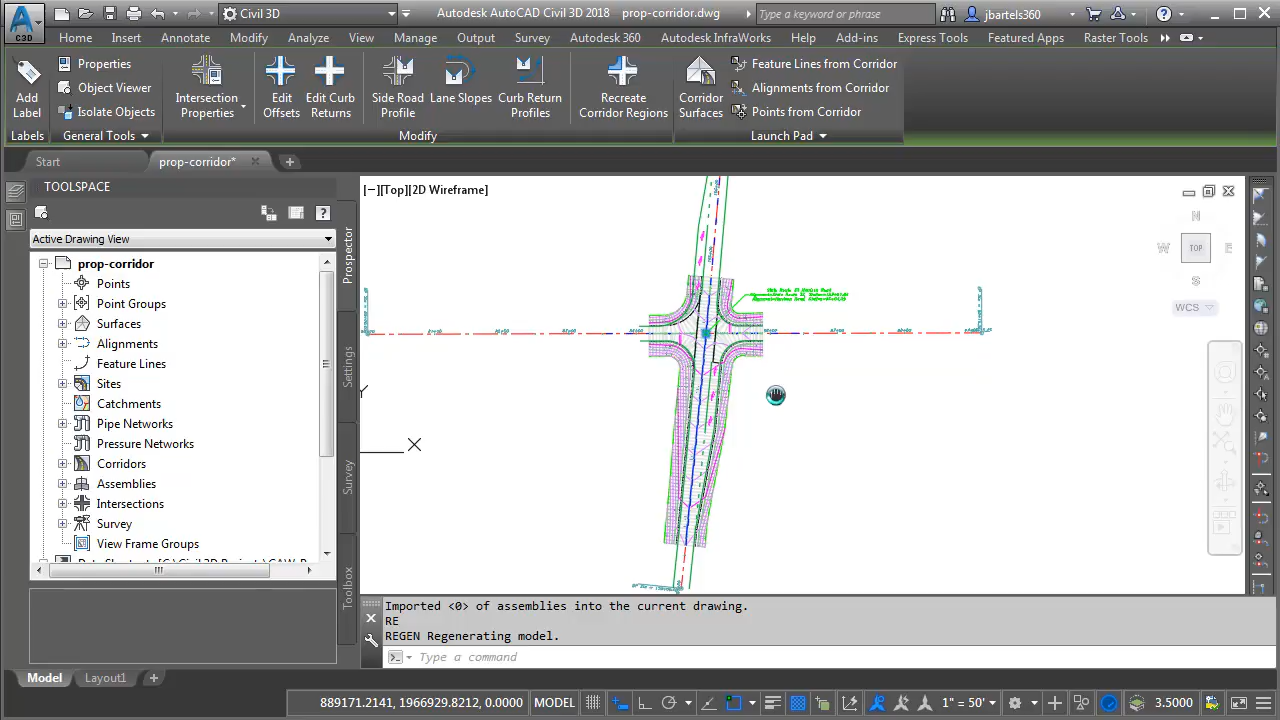 Civil 3D
Autodesk AutoCAD Civil 3D 2018 prop-corridor.dwg
Type a keyword or phrase
jbartels360
C3D
Home Insert Annotate Modify Analyze View Manage Output Survey Autodesk 360 Autodesk InfraWorks Help Add-ins Express Tools Featured Apps Raster Tools
Add Label
Properties
Object Viewer
Isolate Objects
Intersection Properties
Edit Offsets
Edit Curb Returns
Side Road Profile
Lane Slopes
Curb Return Profiles
Recreate Corridor Regions
Corridor Surfaces
Feature Lines from Corridor
Alignments from Corridor
Points from Corridor
Labels General Tools Modify Launch Pad
Start prop-corridor*
TOOLSPACE
Active Drawing View
prop-corridor
Points
Point Groups
Surfaces
Alignments
Feature Lines
Sites
Catchments
Pipe Networks
Pressure Networks
Corridors
Assemblies
Intersections
Survey
View Frame Groups
Prospector
Settings
Survey
Toolbox
[−][Top][2D Wireframe]
N
W TOP E
S
WCS
Y
X
Imported <0> of assemblies into the current drawing.
RE
REGEN Regenerating model.
Type a command
Model Layout1
889171.2141, 1966929.8212, 0.0000 MODEL 1" = 50' 3.5000